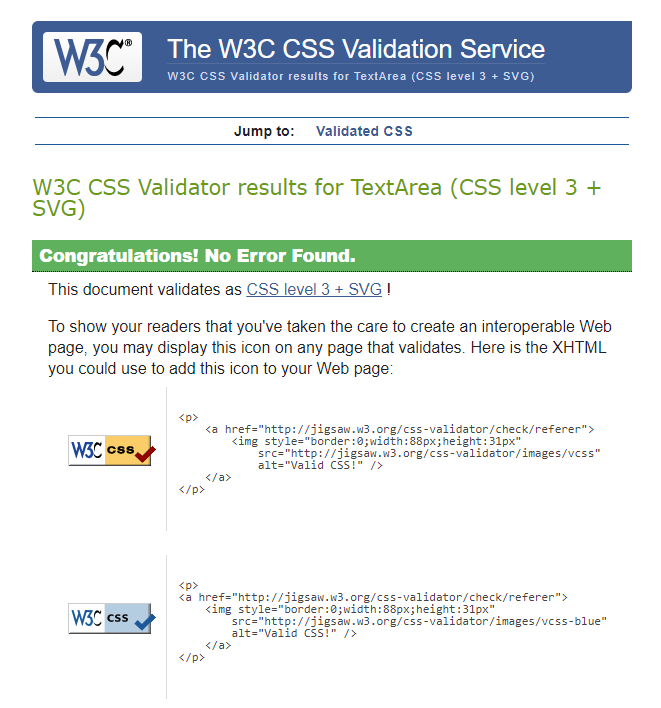 W3C®
The W3C CSS Validation Service
W3C CSS Validator results for TextArea (CSS level 3 + SVG)
Jump to: Validated CSS
W3C CSS Validator results for TextArea (CSS level 3 +
SVG)
Congratulations! No Error Found.
This document validates as CSS level 3 + SVG !
To show your readers that you've taken the care to create an interoperable Web
page, you may display this icon on any page that validates. Here is the XHTML
you could use to add this icon to your Web page:
W3C CSS
<p>
    <a href="http://jigsaw.w3.org/css-validator/check/referer">
        <img style="border:0;width:88px;height:31px"
            src="http://jigsaw.w3.org/css-validator/images/vcss"
            alt="Valid CSS!" />
    </a>
</p>
W3C CSS
<p>
<a href="http://jigsaw.w3.org/css-validator/check/referer">
    <img style="border:0;width:88px;height:31px"
        src="http://jigsaw.w3.org/css-validator/images/vcss-blue"
        alt="Valid CSS!" />
    </a>
</p>